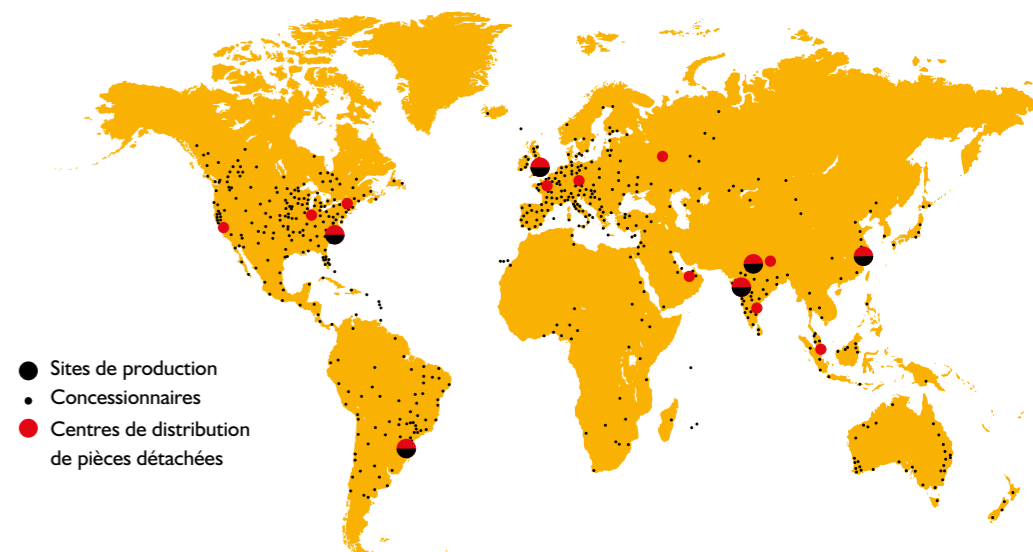 Sites de production
Concessionnaires
Centres de distribution
de pièces détachées